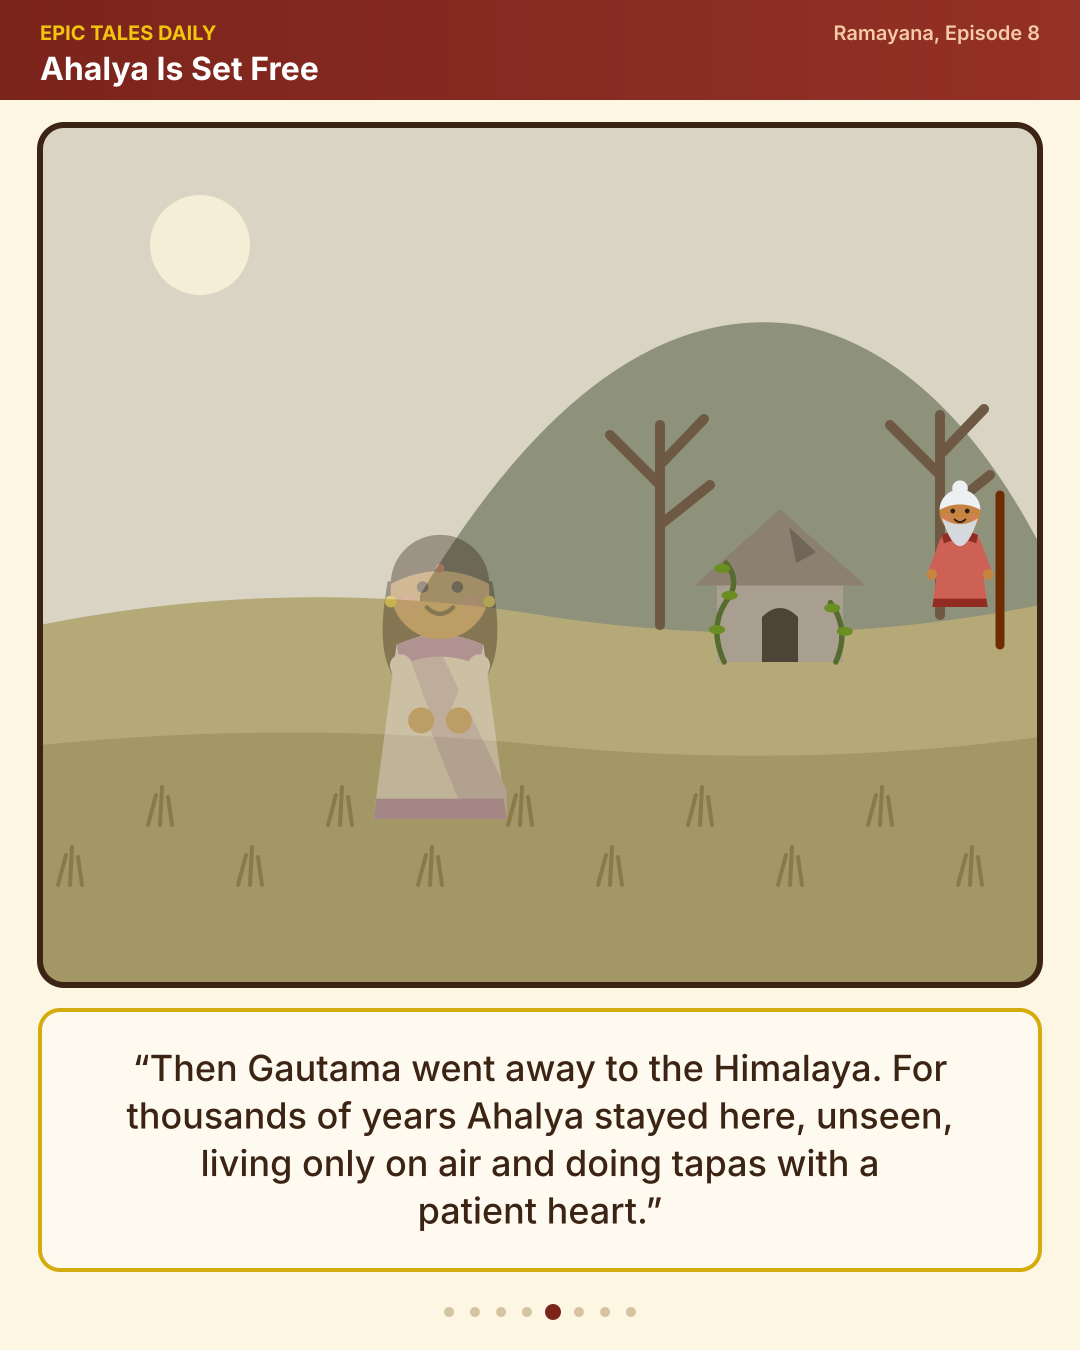 EPIC TALES DAILY
Ramayana, Episode 8
Ahalya Is Set Free
“Then Gautama went away to the Himalaya. For
thousands of years Ahalya stayed here, unseen,
living only on air and doing tapas with a
patient heart.”